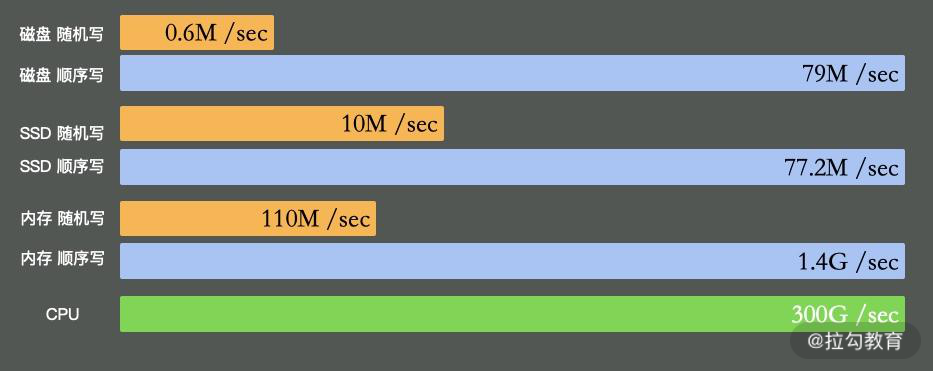 磁盘 随机写 0.6M /sec
磁盘 顺序写 79M /sec
SSD 随机写 10M /sec
SSD 顺序写 77.2M /sec
内存 随机写 110M /sec
内存 顺序写 1.4G /sec
CPU 300G /sec
@拉勾教育